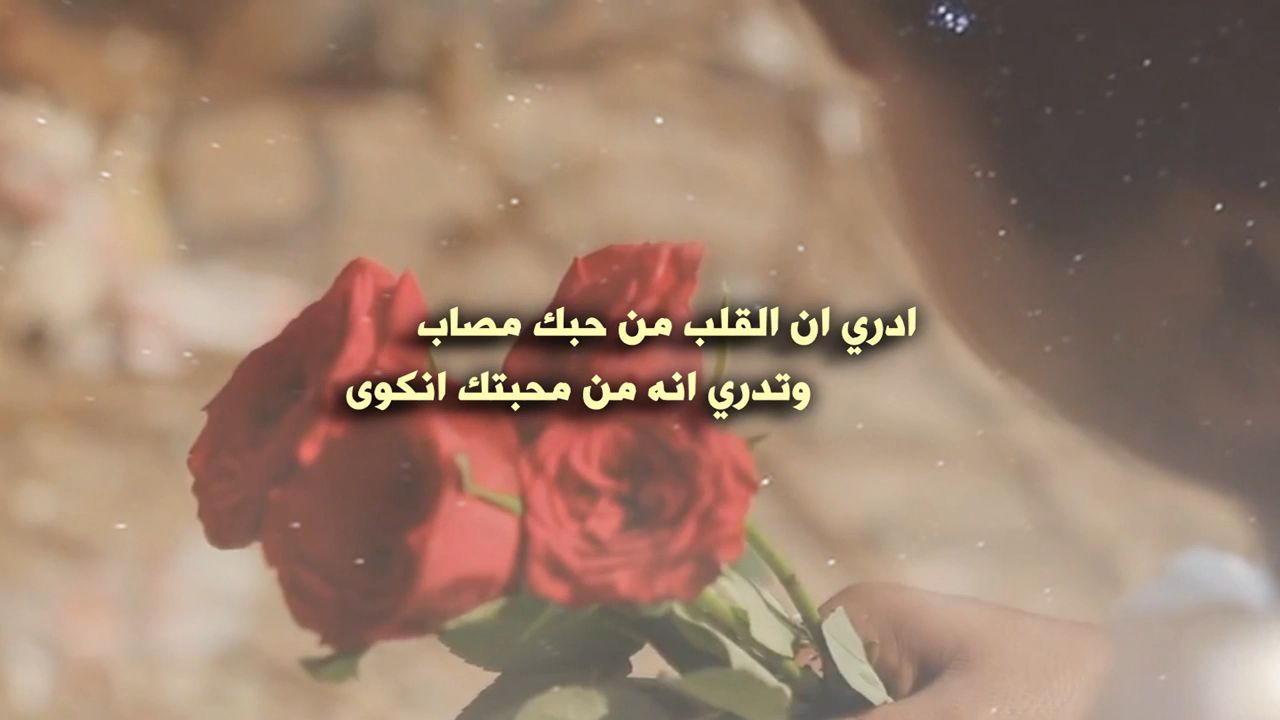 ادري ان القلب من حبك مصاب
وتدري انه من محبتك انكوى